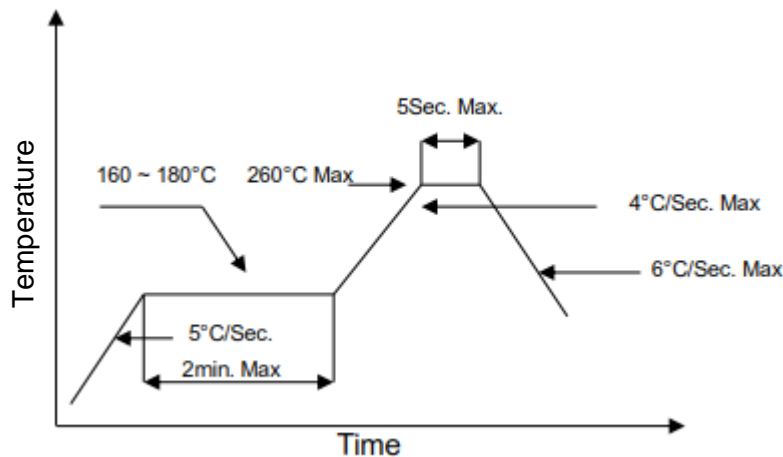 5Sec. Max.
160 ~ 180°C
260°C Max
4°C/Sec. Max
6°C/Sec. Max
5°C/Sec.
2min. Max
Temperature
Time